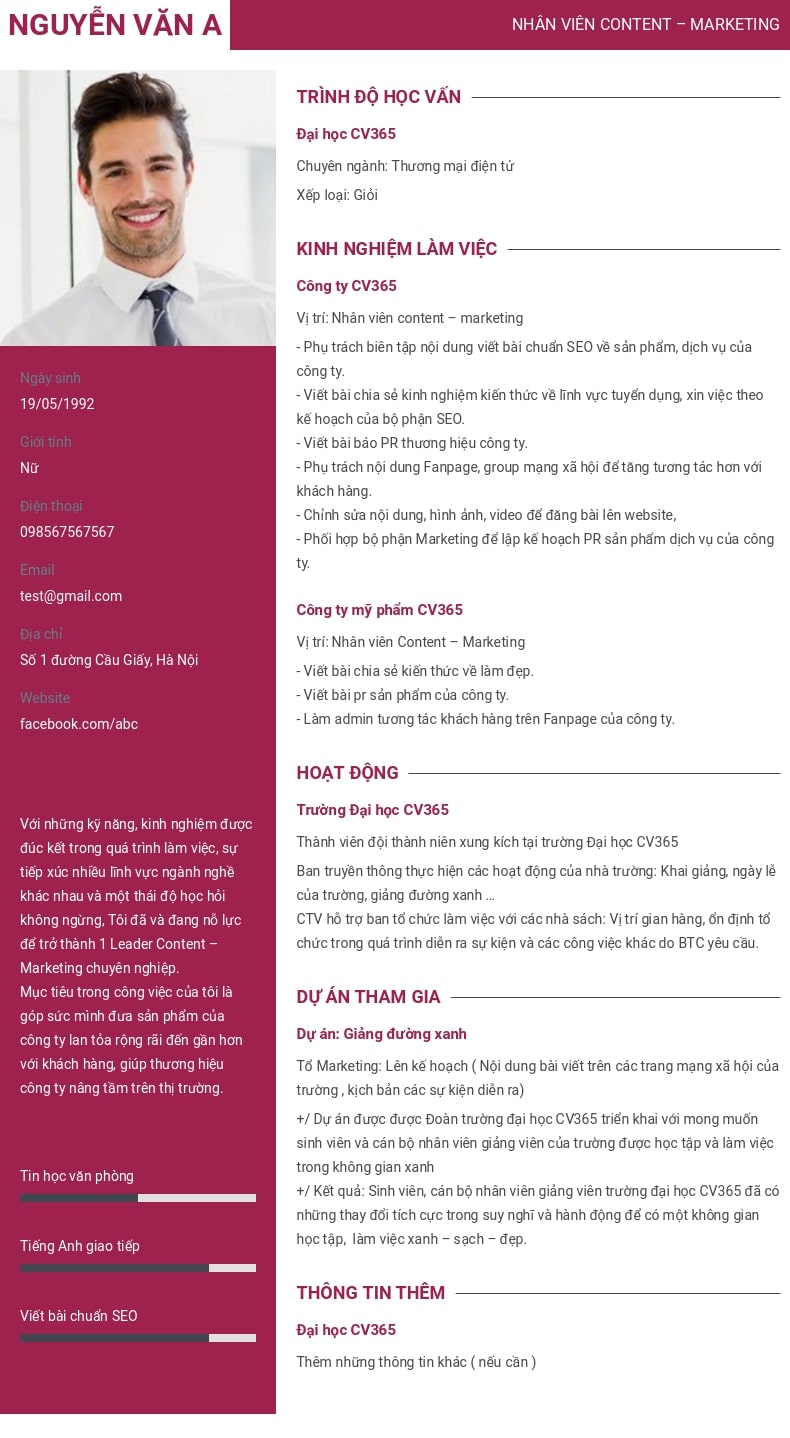 NGUYỄN VĂN A
NHÂN VIÊN CONTENT – MARKETING
Ngày sinh
19/05/1992
Giới tính
Nữ
Điện thoại
098567567567
Email
test@gmail.com
Địa chỉ
Số 1 đường Cầu Giấy, Hà Nội
Website
facebook.com/abc
Với những kỹ năng, kinh nghiệm được
đúc kết trong quá trình làm việc, sự
tiếp xúc nhiều lĩnh vực ngành nghề
khác nhau và một thái độ học hỏi
không ngừng, Tôi đã và đang nỗ lực
để trở thành 1 Leader Content –
Marketing chuyên nghiệp.
Mục tiêu trong công việc của tôi là
góp sức mình đưa sản phẩm của
công ty lan tỏa rộng rãi đến gần hơn
với khách hàng, giúp thương hiệu
công ty nâng tầm trên thị trường.
Tin học văn phòng
Tiếng Anh giao tiếp
Viết bài chuẩn SEO
TRÌNH ĐỘ HỌC VẤN
Đại học CV365
Chuyên ngành: Thương mại điện tử
Xếp loại: Giỏi
KINH NGHIỆM LÀM VIỆC
Công ty CV365
Vị trí: Nhân viên content – marketing
- Phụ trách biên tập nội dung viết bài chuẩn SEO về sản phẩm, dịch vụ của
công ty.
- Viết bài chia sẻ kinh nghiệm kiến thức về lĩnh vực tuyển dụng, xin việc theo
kế hoạch của bộ phận SEO.
- Viết bài báo PR thương hiệu công ty.
- Phụ trách nội dung Fanpage, group mạng xã hội để tăng tương tác hơn với
khách hàng.
- Chỉnh sửa nội dung, hình ảnh, video để đăng bài lên website,
- Phối hợp bộ phận Marketing để lập kế hoạch PR sản phẩm dịch vụ của công
ty.
Công ty mỹ phẩm CV365
Vị trí: Nhân viên Content – Marketing
- Viết bài chia sẻ kiến thức về làm đẹp.
- Viết bài pr sản phẩm của công ty.
- Làm admin tương tác khách hàng trên Fanpage của công ty.
HOẠT ĐỘNG
Trường Đại học CV365
Thành viên đội thành niên xung kích tại trường Đại học CV365
Ban truyền thông thực hiện các hoạt động của nhà trường: Khai giảng, ngày lễ
của trường, giảng đường xanh ...
CTV hỗ trợ ban tổ chức làm việc với các nhà sách: Vị trí gian hàng, ổn định tổ
chức trong quá trình diễn ra sự kiện và các công việc khác do BTC yêu cầu.
DỰ ÁN THAM GIA
Dự án: Giảng đường xanh
Tổ Marketing: Lên kế hoạch ( Nội dung bài viết trên các trang mạng xã hội của
trường , kịch bản các sự kiện diễn ra)
+/ Dự án được được Đoàn trường đại học CV365 triển khai với mong muốn
sinh viên và cán bộ nhân viên giảng viên của trường được học tập và làm việc
trong không gian xanh
+/ Kết quả: Sinh viên, cán bộ nhân viên giảng viên trường đại học CV365 đã có
những thay đổi tích cực trong suy nghĩ và hành động để có một không gian
học tập, làm việc xanh – sạch – đẹp.
THÔNG TIN THÊM
Đại học CV365
Thêm những thông tin khác ( nếu cần )